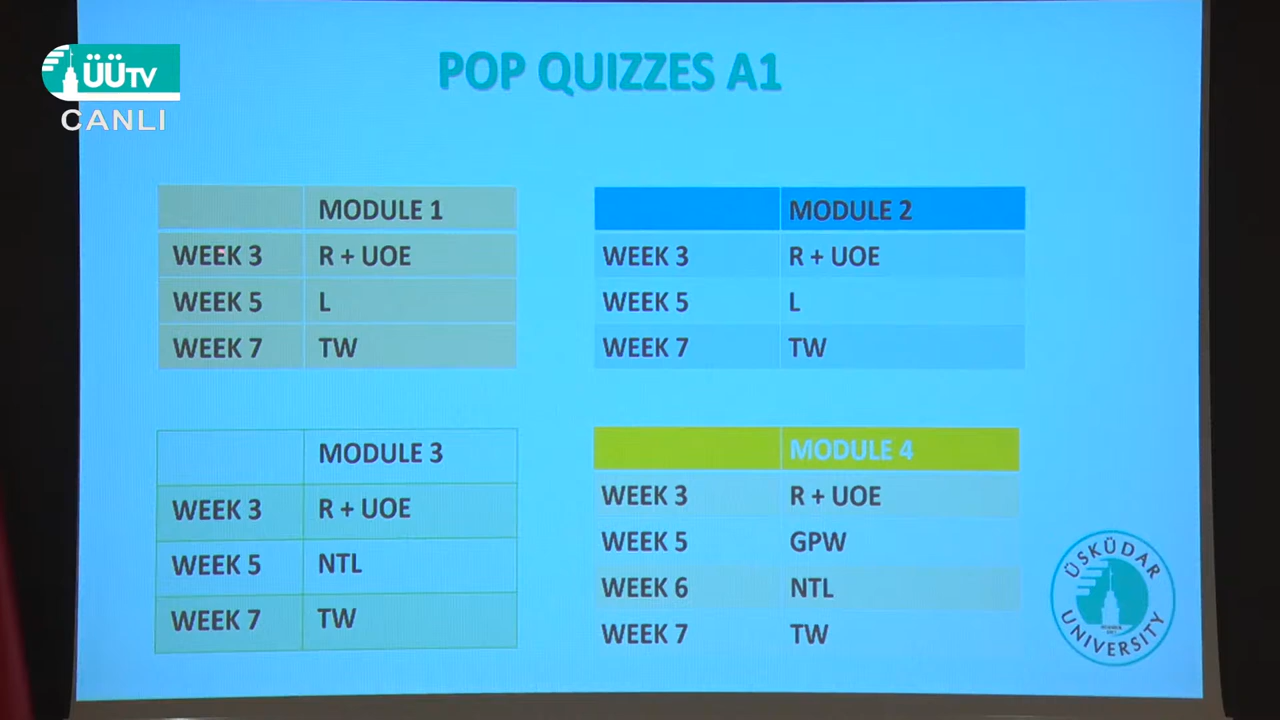 ÜÜTV
CANLI
POP QUIZZES A1
MODULE 1
WEEK 3 R + UOE
WEEK 5 L
WEEK 7 TW
MODULE 2
WEEK 3 R + UOE
WEEK 5 L
WEEK 7 TW
MODULE 3
WEEK 3 R + UOE
WEEK 5 NTL
WEEK 7 TW
MODULE 4
WEEK 3 R + UOE
WEEK 5 GPW
WEEK 6 NTL
WEEK 7 TW
ÜSKÜDAR
UNIVERSITY